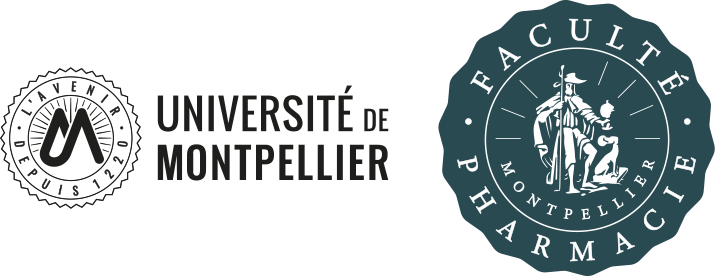 L'AVENIR
DEPUIS 1220
UNIVERSITÉ DE
MONTPELLIER
FACULTÉ
PHARMACIE
MONTPELLIER